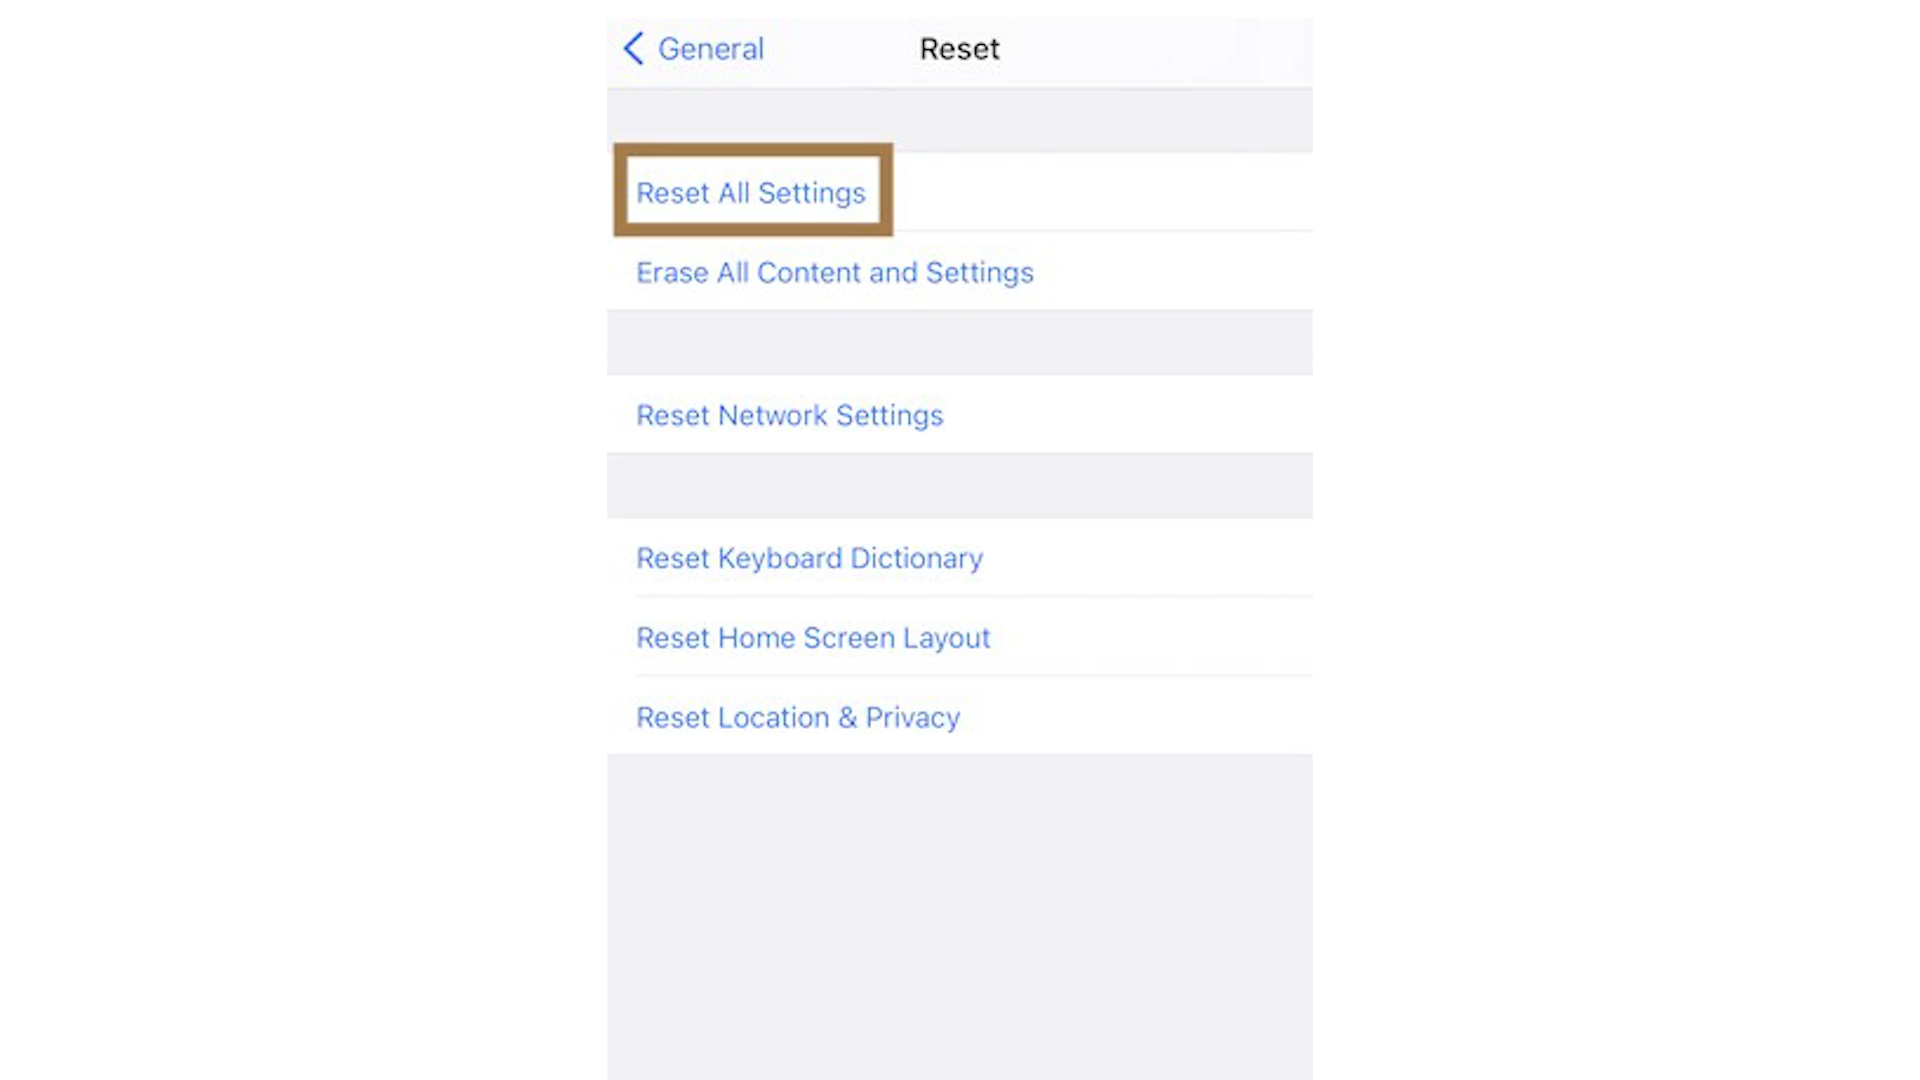 General
Reset
Reset All Settings
Erase All Content and Settings
Reset Network Settings
Reset Keyboard Dictionary
Reset Home Screen Layout
Reset Location & Privacy